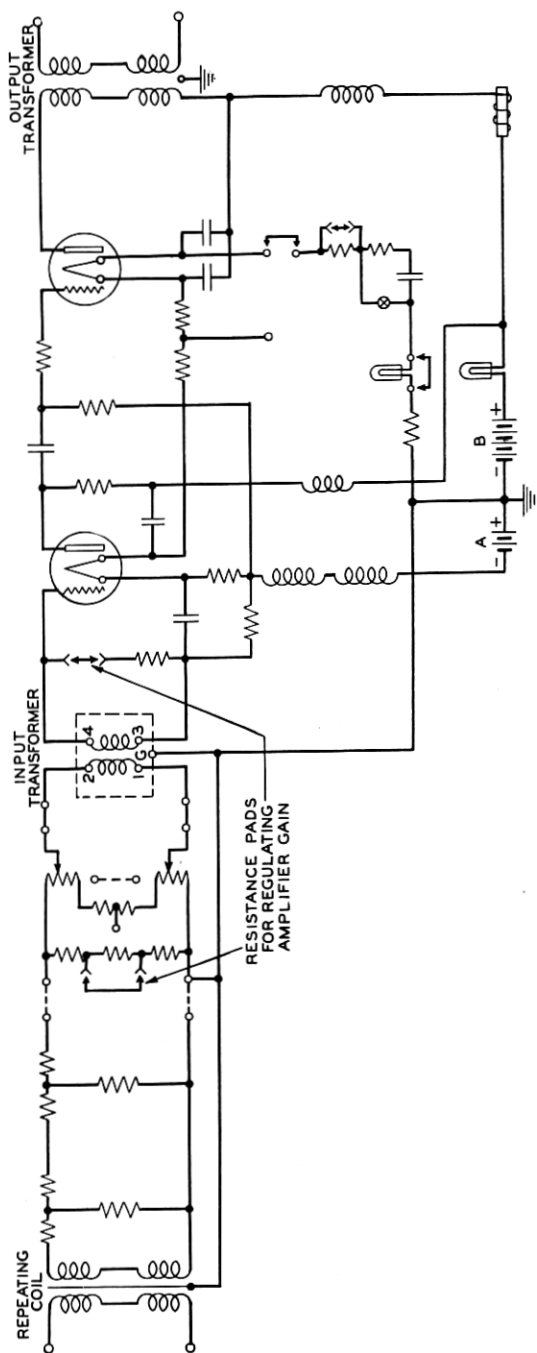 REPEATING
COIL
RESISTANCE PADS
FOR REGULATING
AMPLIFIER GAIN
INPUT
TRANSFORMER
2
4
1
3
G
A
- +
B
- +
OUTPUT
TRANSFORMER